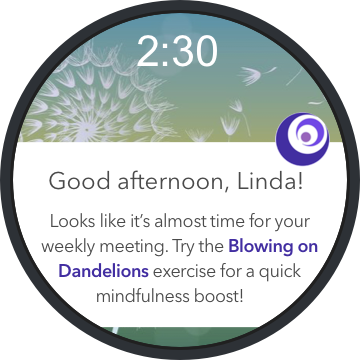 2:30
Good afternoon, Linda!
Looks like it’s almost time for your
weekly meeting. Try the Blowing on
Dandelions exercise for a quick
mindfulness boost!